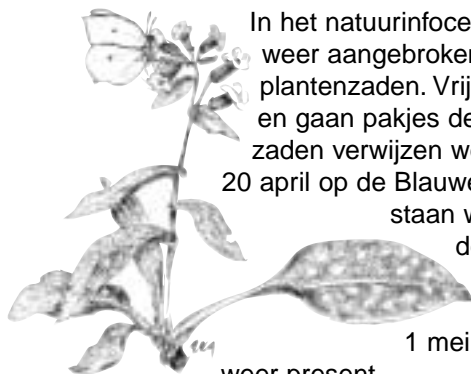 In het natuurinfoce
weer aangebroken
plantenzaden. Vrij
en gaan pakjes de
zaden verwijzen we
20 april op de Blauwe
staan w
d
1 mei
weer present